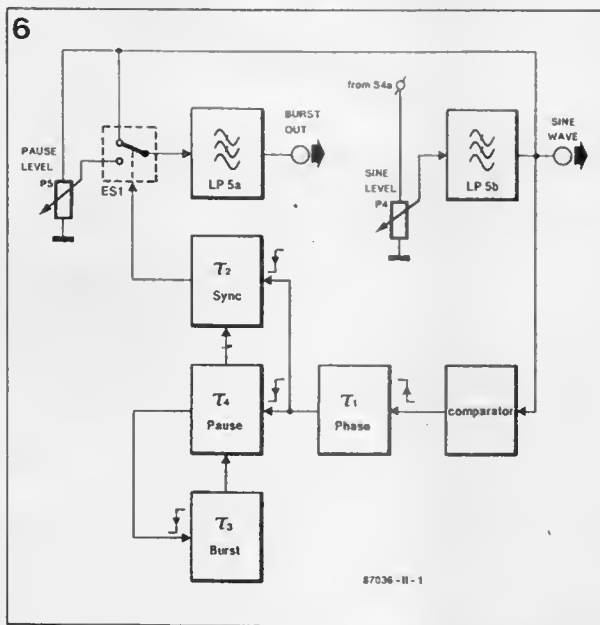 6
from S4a
BURST
OUT
SINE
WAVE
PAUSE
LEVEL
P5
ES1
LP 5a
SINE
LEVEL
P4
LP 5b
τ2
Sync
τ4
Pause
τ1
Phase
comparator
τ3
Burst
87036 - II - 1